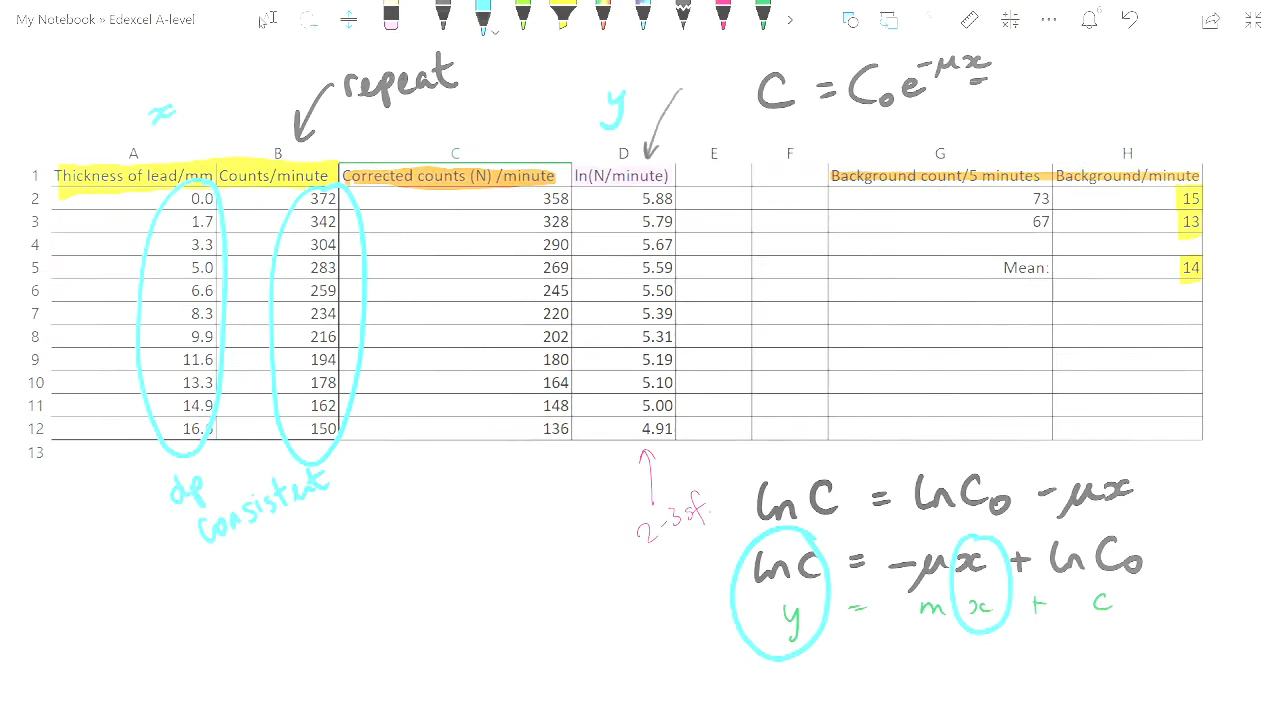 My Notebook » Edexcel A-level
6
repeat
C = C₀e^-μx
x
y
A B C D E F G H
1 Thickness of lead/mm Counts/minute Corrected counts (N) /minute ln(N/minute) Background count/5 minutes Background/minute
2 0.0 372 358 5.88 73 15
3 1.7 342 328 5.79 67 13
4 3.3 304 290 5.67
5 5.0 283 269 5.59 Mean: 14
6 6.6 259 245 5.50
7 8.3 234 220 5.39
8 9.9 216 202 5.31
9 11.6 194 180 5.19
10 13.3 178 164 5.10
11 14.9 162 148 5.00
12 150 136 4.91
13
dp
consistent
2-3 sf.
ln C = ln C₀ - μx
ln C = -μx + ln C₀
y = m x + c